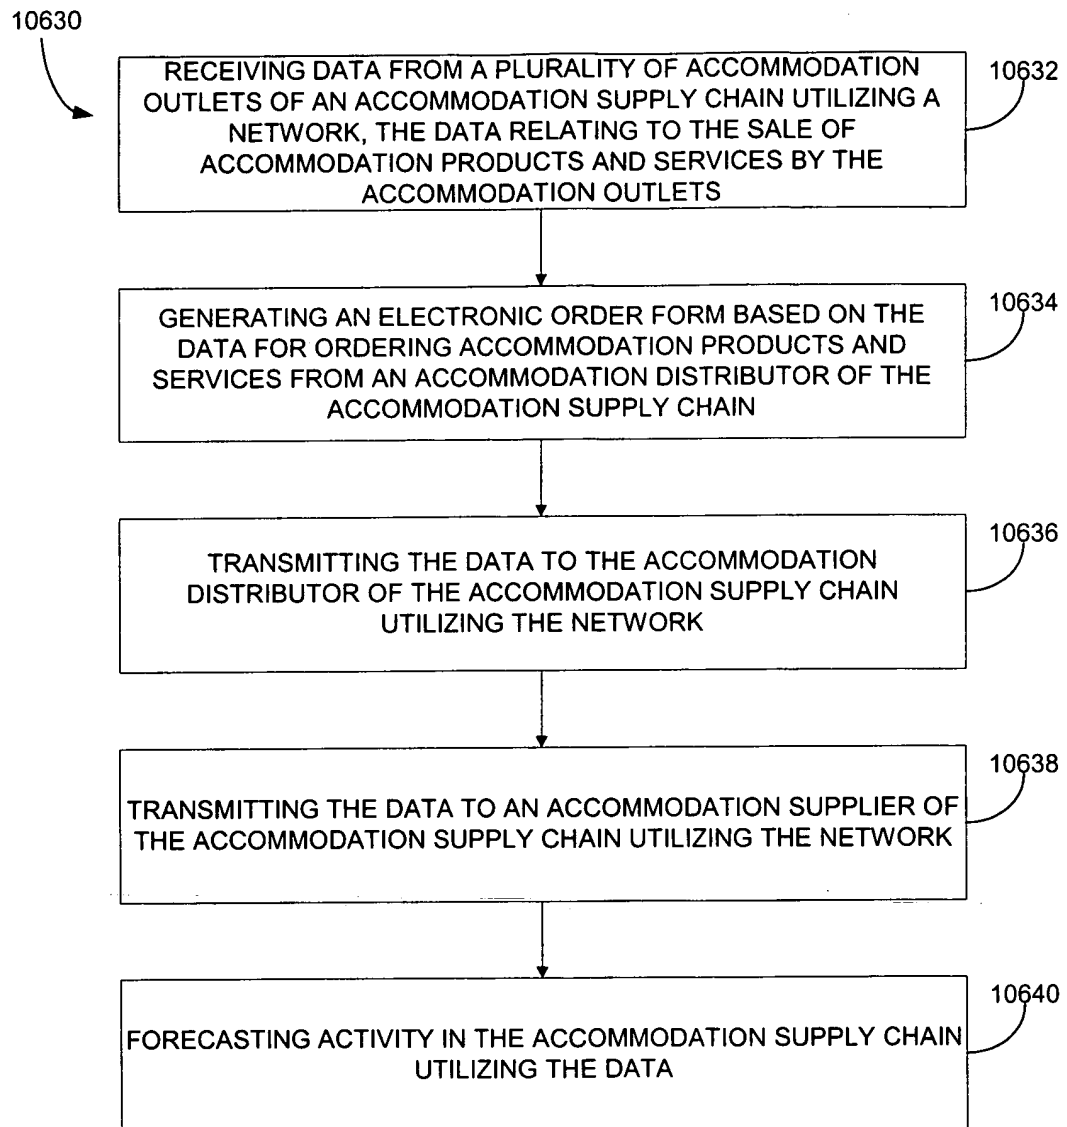 10630
RECEIVING DATA FROM A PLURALITY OF ACCOMMODATION
OUTLETS OF AN ACCOMMODATION SUPPLY CHAIN UTILIZING A
NETWORK, THE DATA RELATING TO THE SALE OF
ACCOMMODATION PRODUCTS AND SERVICES BY THE
ACCOMMODATION OUTLETS
10632
GENERATING AN ELECTRONIC ORDER FORM BASED ON THE
DATA FOR ORDERING ACCOMMODATION PRODUCTS AND
SERVICES FROM AN ACCOMMODATION DISTRIBUTOR OF THE
ACCOMMODATION SUPPLY CHAIN
10634
TRANSMITTING THE DATA TO THE ACCOMMODATION
DISTRIBUTOR OF THE ACCOMMODATION SUPPLY CHAIN
UTILIZING THE NETWORK
10636
TRANSMITTING THE DATA TO AN ACCOMMODATION SUPPLIER OF
THE ACCOMMODATION SUPPLY CHAIN UTILIZING THE NETWORK
10638
FORECASTING ACTIVITY IN THE ACCOMMODATION SUPPLY CHAIN
UTILIZING THE DATA
10640